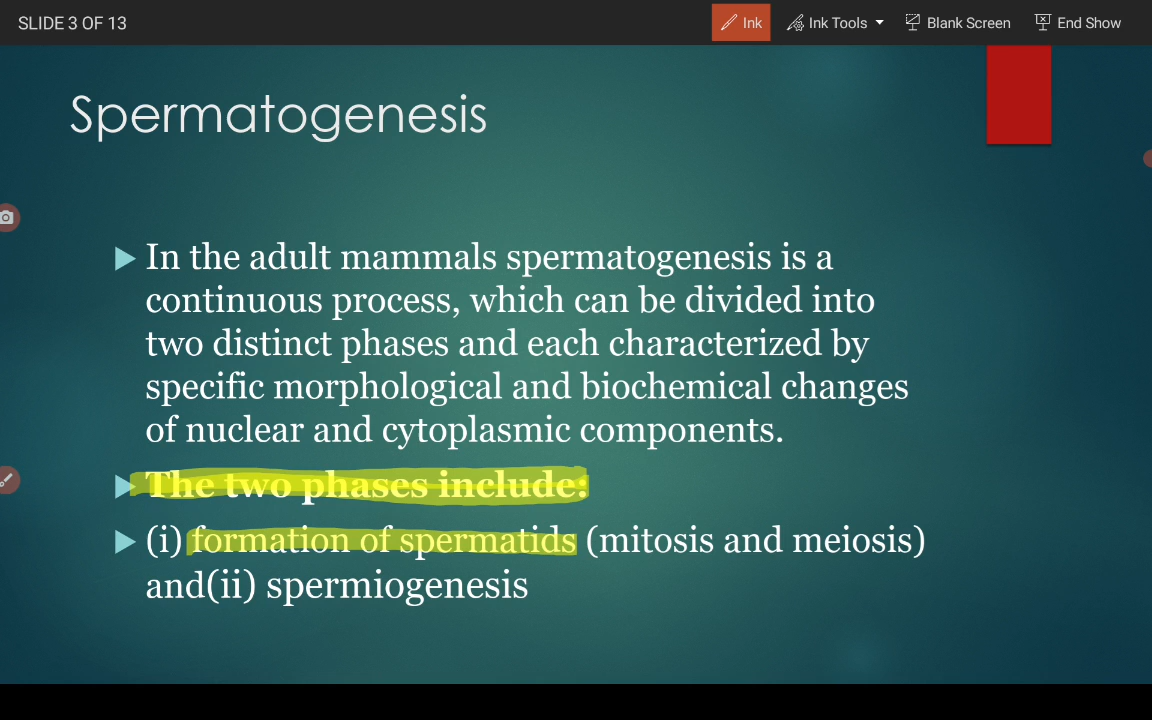 SLIDE 3 OF 13
Ink
Ink Tools
Blank Screen
End Show
Spermatogenesis
In the adult mammals spermatogenesis is a
continuous process, which can be divided into
two distinct phases and each characterized by
specific morphological and biochemical changes
of nuclear and cytoplasmic components.
The two phases include:
(i) formation of spermatids (mitosis and meiosis)
and(ii) spermiogenesis